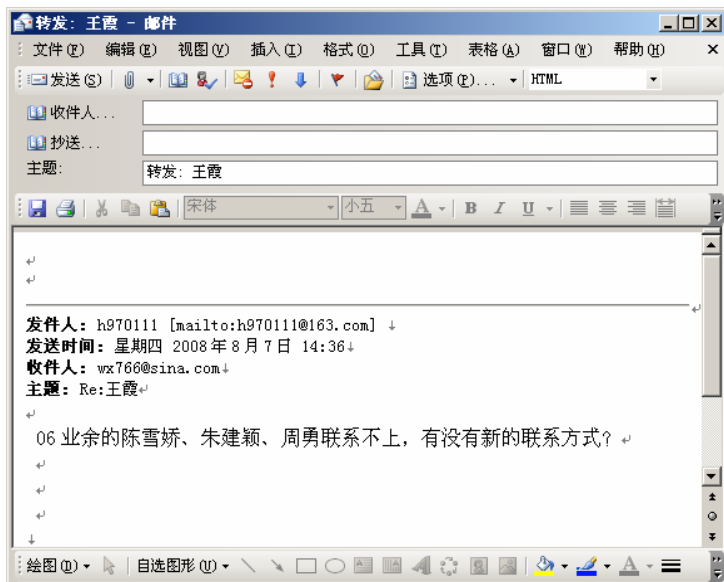 转发: 王霞 - 邮件
文件(F) 编辑(E) 视图(V) 插入(I) 格式(O) 工具(T) 表格(A) 窗口(W) 帮助(H)
发送(S) 选项(P)... HTML
收件人...
抄送...
主题: 转发: 王霞
宋体 小五 A B I U
发件人: h970111 [mailto:h970111@163.com]
发送时间: 星期四 2008年8月7日 14:36
收件人: wx766@sina.com
主题: Re:王霞
06业余的陈雪娇、朱建颖、周勇联系不上，有没有新的联系方式?
绘图(D) 自选图形(U) A